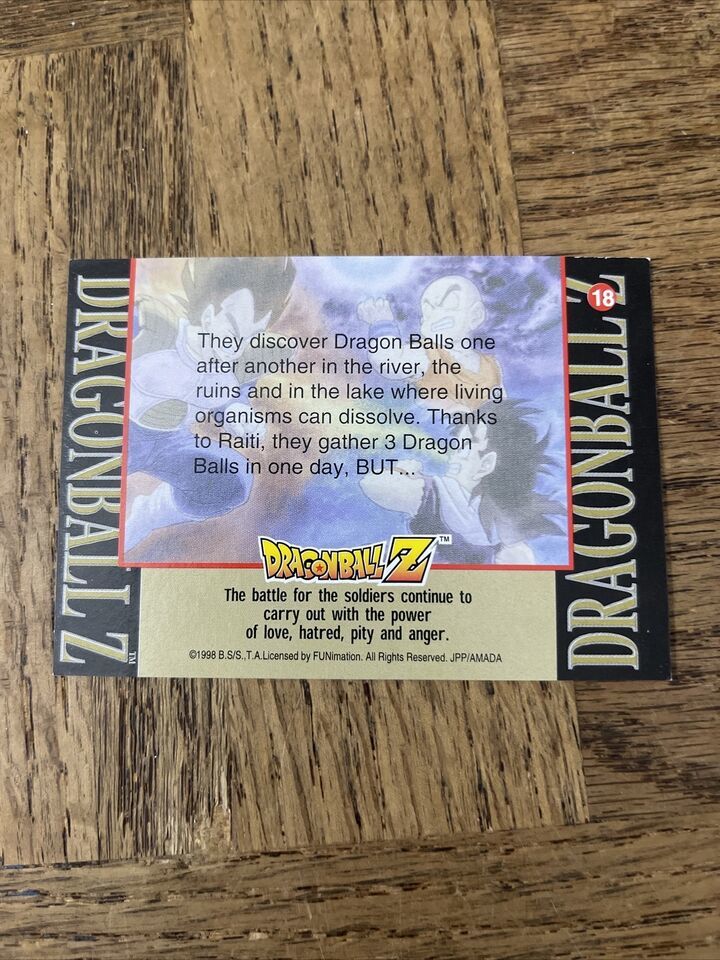 DRAGONBALL Z
TM
18
DRAGONBALL Z
They discover Dragon Balls one
after another in the river, the
ruins and in the lake where living
organisms can dissolve. Thanks
to Raiti, they gather 3 Dragon
Balls in one day, BUT...
DRAGONBALL Z TM
The battle for the soldiers continue to
carry out with the power
of love, hatred, pity and anger.
©1998 B.S/S.,T.A.Licensed by FUNimation. All Rights Reserved. JPP/AMADA